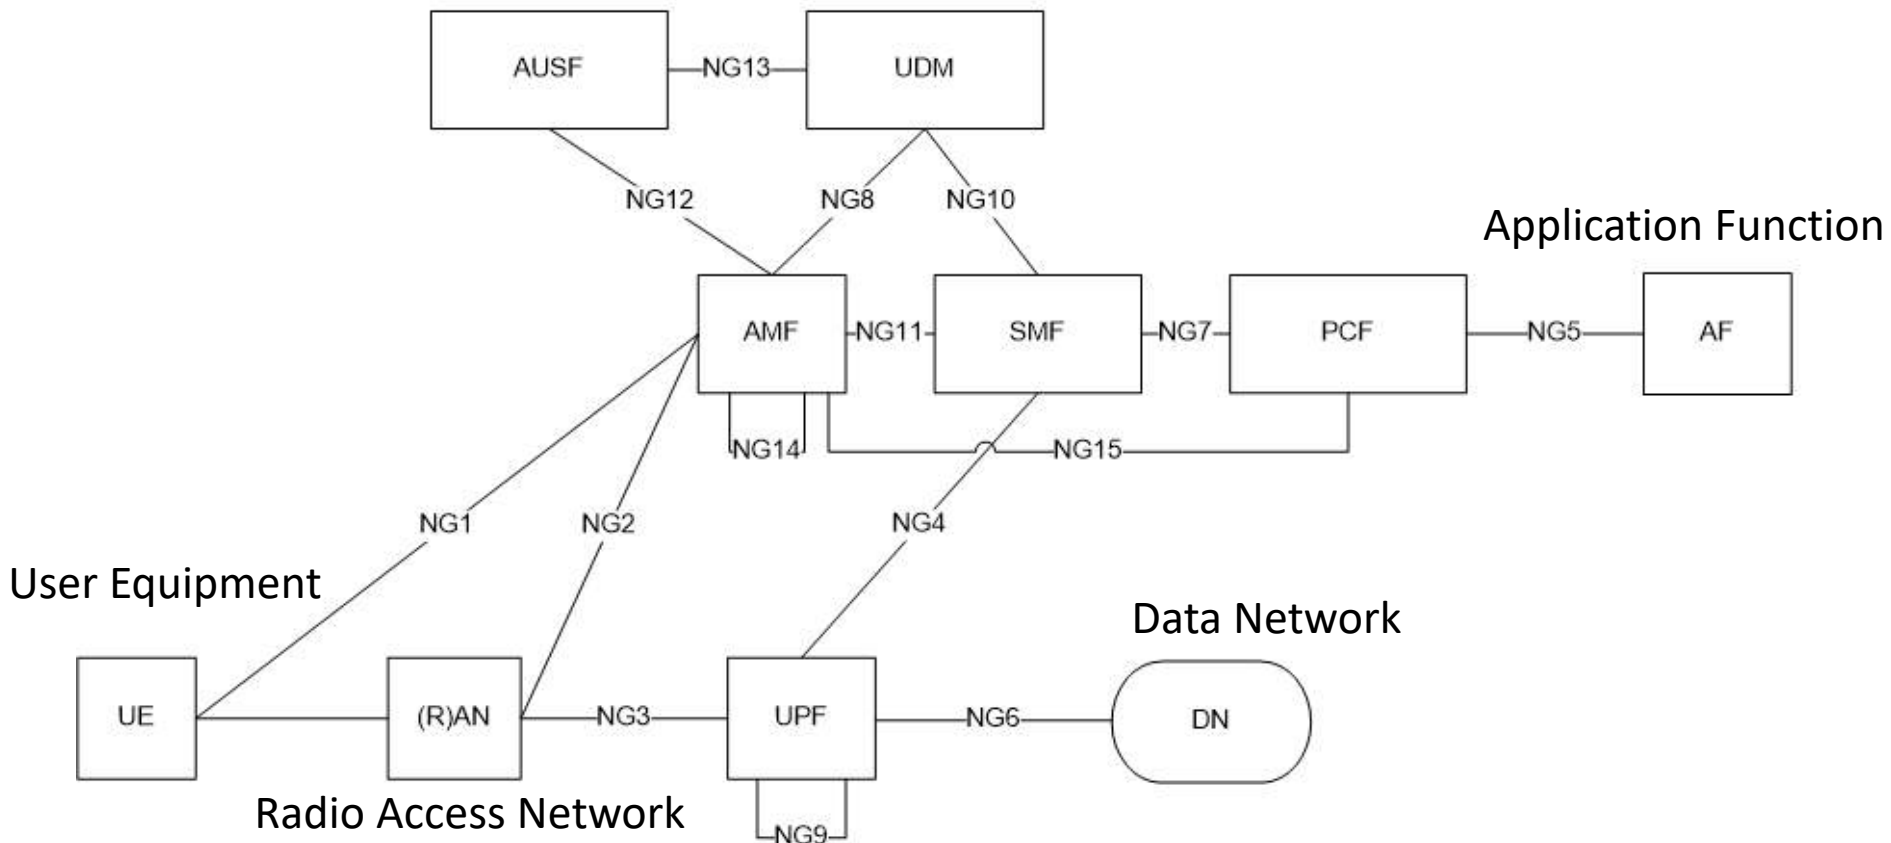 AUSF
NG13
UDM
NG12
NG8
NG10
Application Function
AMF
NG11
SMF
NG7
PCF
NG5
AF
NG14
NG15
NG1
NG2
NG4
User Equipment
Data Network
UE
(R)AN
NG3
UPF
NG6
DN
Radio Access Network
NG9